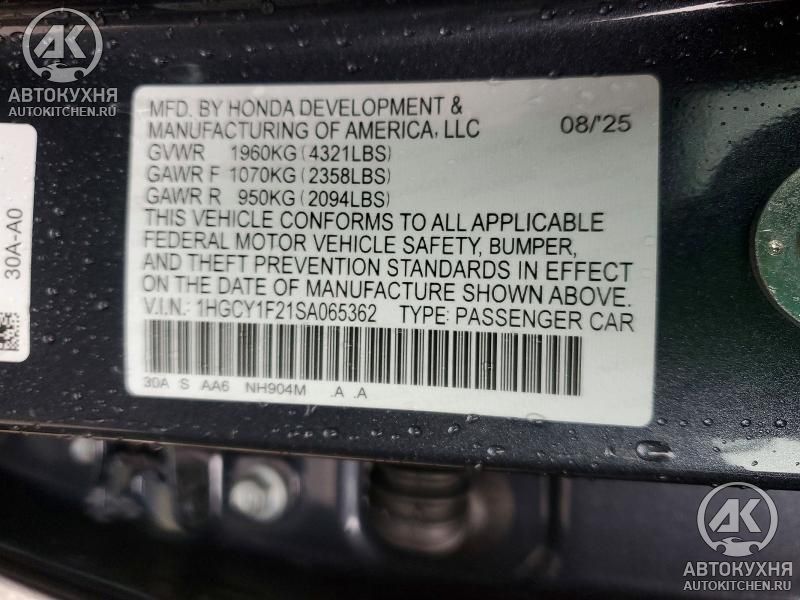 АК
АВТОКУХНЯ
AUTOKITCHEN.RU
30A-A0
MFD. BY HONDA DEVELOPMENT &
MANUFACTURING OF AMERICA, LLC 08/'25
GVWR 1960KG(4321LBS)
GAWR F 1070KG(2358LBS)
GAWR R 950KG(2094LBS)
THIS VEHICLE CONFORMS TO ALL APPLICABLE
FEDERAL MOTOR VEHICLE SAFETY, BUMPER,
AND THEFT PREVENTION STANDARDS IN EFFECT
ON THE DATE OF MANUFACTURE SHOWN ABOVE.
V.I.N.: 1HGCY1F21SA065362 TYPE: PASSENGER CAR
30A S AA6 NH904M .A .A
АК
АВТОКУХНЯ
AUTOKITCHEN.RU